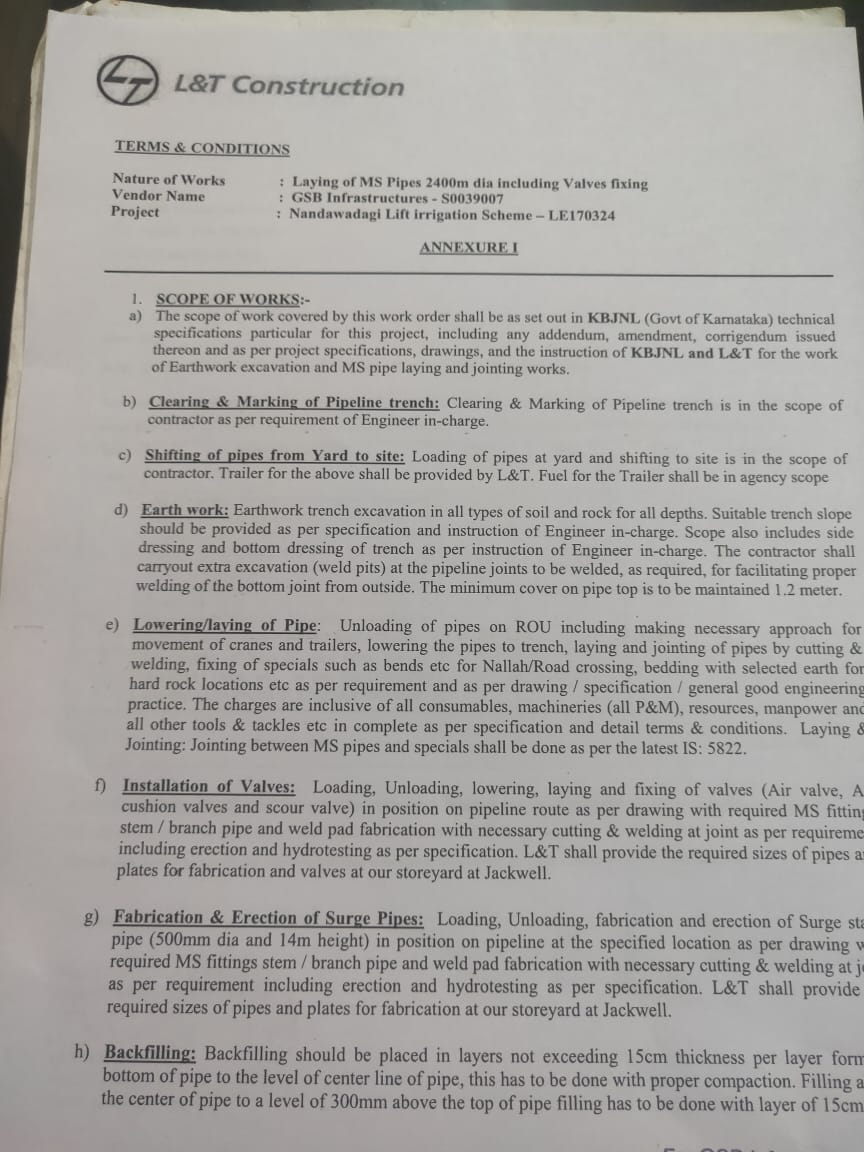 LT L&T Construction
TERMS & CONDITIONS
Nature of Works : Laying of MS Pipes 2400m dia including Valves fixing
Vendor Name : GSB Infrastructures - S0039007
Project : Nandawadagi Lift irrigation Scheme – LE170324
ANNEXURE I
1. SCOPE OF WORKS:-
a) The scope of work covered by this work order shall be as set out in KBJNL (Govt of Karnataka) technical
specifications particular for this project, including any addendum, amendment, corrigendum issued
thereon and as per project specifications, drawings, and the instruction of KBJNL and L&T for the work
of Earthwork excavation and MS pipe laying and jointing works.
b) Clearing & Marking of Pipeline trench: Clearing & Marking of Pipeline trench is in the scope of
contractor as per requirement of Engineer in-charge.
c) Shifting of pipes from Yard to site: Loading of pipes at yard and shifting to site is in the scope of
contractor. Trailer for the above shall be provided by L&T. Fuel for the Trailer shall be in agency scope
d) Earth work: Earthwork trench excavation in all types of soil and rock for all depths. Suitable trench slope
should be provided as per specification and instruction of Engineer in-charge. Scope also includes side
dressing and bottom dressing of trench as per instruction of Engineer in-charge. The contractor shall
carryout extra excavation (weld pits) at the pipeline joints to be welded, as required, for facilitating proper
welding of the bottom joint from outside. The minimum cover on pipe top is to be maintained 1.2 meter.
e) Lowering/laying of Pipe: Unloading of pipes on ROU including making necessary approach for
movement of cranes and trailers, lowering the pipes to trench, laying and jointing of pipes by cutting &
welding, fixing of specials such as bends etc for Nallah/Road crossing, bedding with selected earth for
hard rock locations etc as per requirement and as per drawing / specification / general good engineering
practice. The charges are inclusive of all consumables, machineries (all P&M), resources, manpower and
all other tools & tackles etc in complete as per specification and detail terms & conditions. Laying &
Jointing: Jointing between MS pipes and specials shall be done as per the latest IS: 5822.
f) Installation of Valves: Loading, Unloading, lowering, laying and fixing of valves (Air valve, A
cushion valves and scour valve) in position on pipeline route as per drawing with required MS fitting
stem / branch pipe and weld pad fabrication with necessary cutting & welding at joint as per requireme
including erection and hydrotesting as per specification. L&T shall provide the required sizes of pipes a
plates for fabrication and valves at our storeyard at Jackwell.
g) Fabrication & Erection of Surge Pipes: Loading, Unloading, fabrication and erection of Surge sta
pipe (500mm dia and 14m height) in position on pipeline at the specified location as per drawing w
required MS fittings stem / branch pipe and weld pad fabrication with necessary cutting & welding at jo
as per requirement including erection and hydrotesting as per specification. L&T shall provide
required sizes of pipes and plates for fabrication at our storeyard at Jackwell.
h) Backfilling: Backfilling should be placed in layers not exceeding 15cm thickness per layer form
bottom of pipe to the level of center line of pipe, this has to be done with proper compaction. Filling a
the center of pipe to a level of 300mm above the top of pipe filling has to be done with layer of 15cm